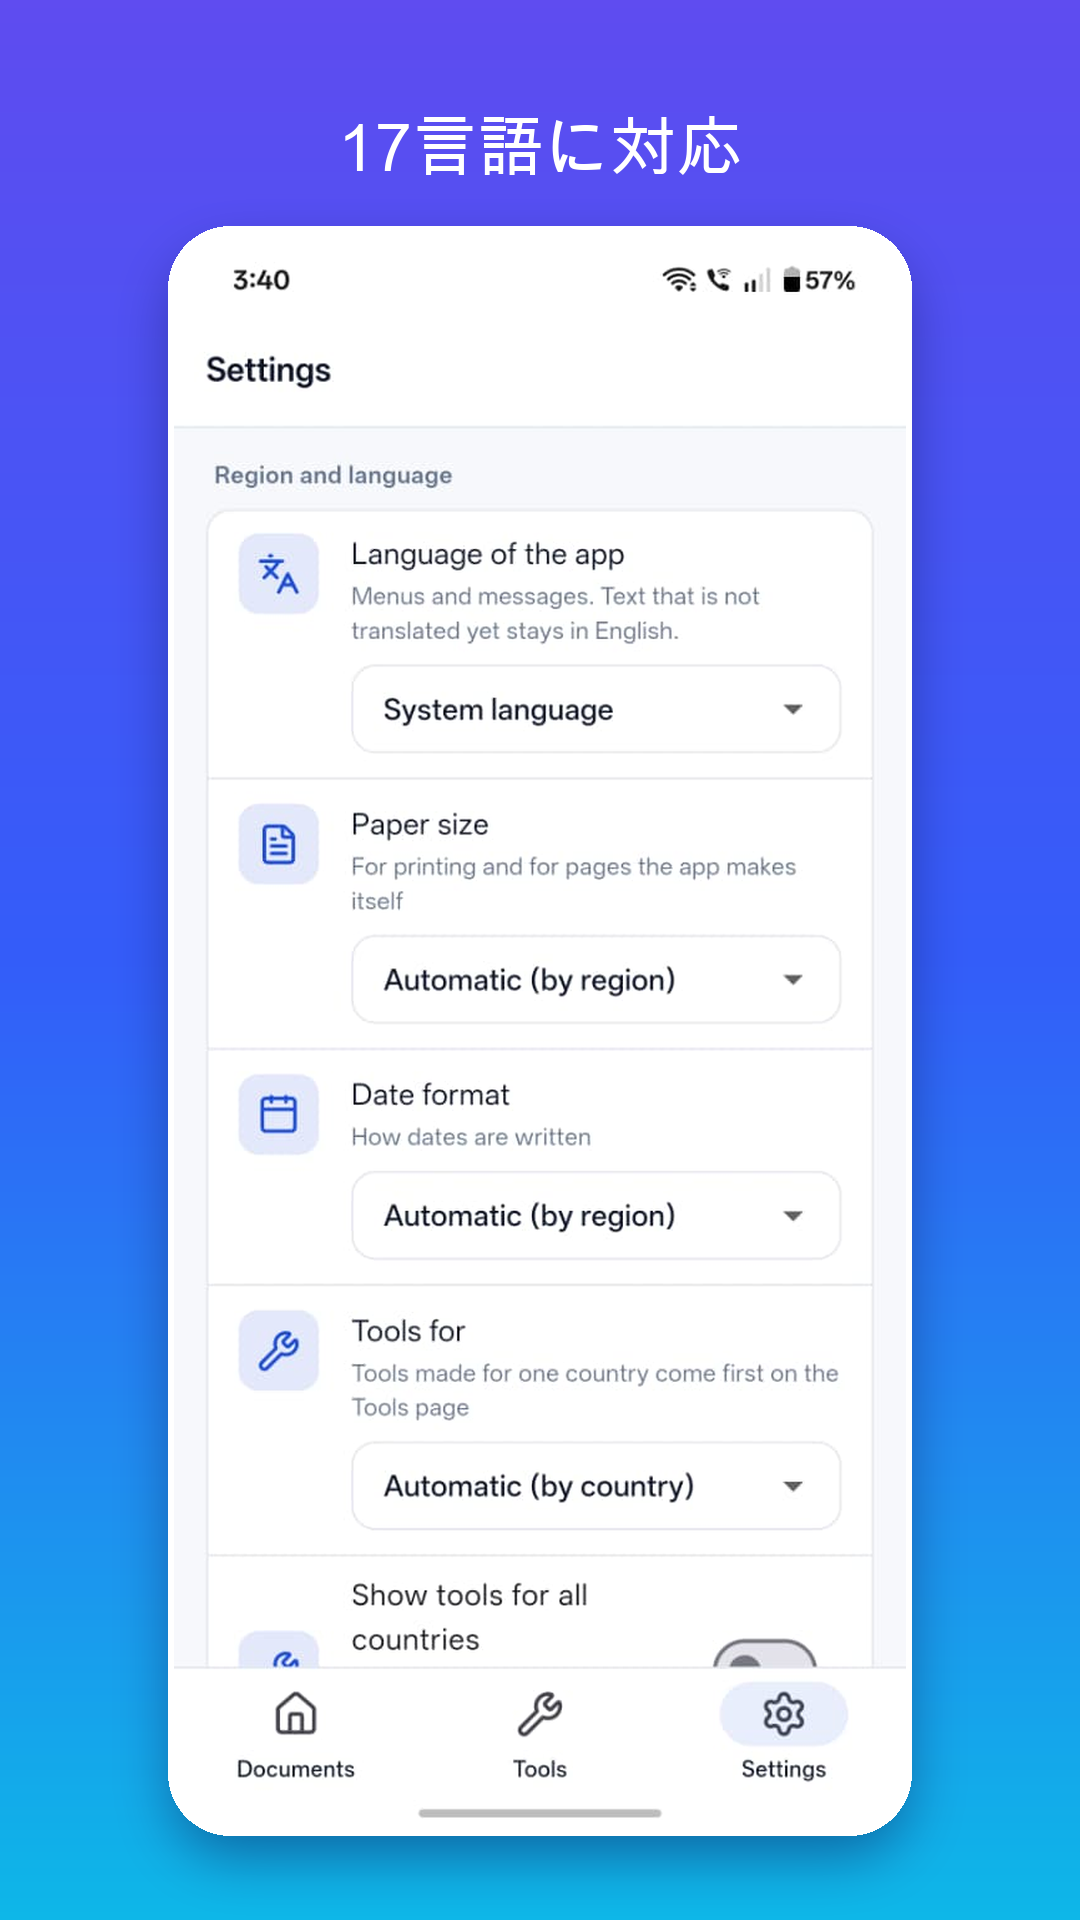 17言語に対応
3:40
57%
Settings
Region and language
Language of the app
Menus and messages. Text that is not
translated yet stays in English.
System language
Paper size
For printing and for pages the app makes
itself
Automatic (by region)
Date format
How dates are written
Automatic (by region)
Tools for
Tools made for one country come first on the
Tools page
Automatic (by country)
Show tools for all
countries
Documents
Tools
Settings